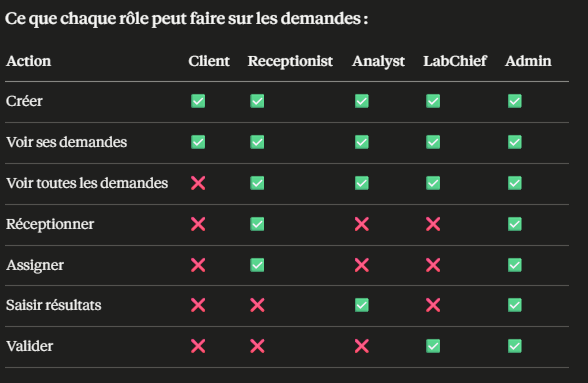 Ce que chaque rôle peut faire sur les demandes :
Action Client Receptionist Analyst LabChief Admin
Créer ✅ ✅ ✅ ✅ ✅
Voir ses demandes ✅ ✅ ✅ ✅ ✅
Voir toutes les demandes ❌ ✅ ✅ ✅ ✅
Réceptionner ❌ ✅ ❌ ❌ ✅
Assigner ❌ ✅ ❌ ❌ ✅
Saisir résultats ❌ ❌ ✅ ❌ ✅
Valider ❌ ❌ ❌ ✅ ✅